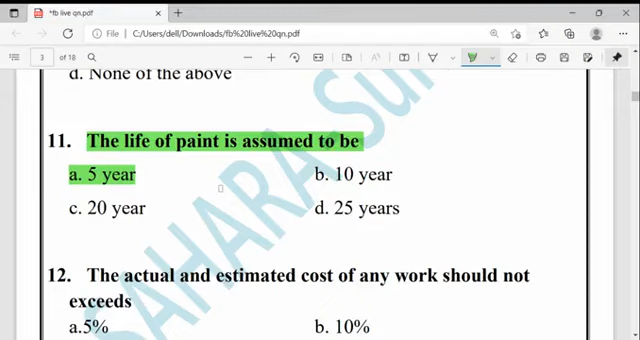 *fb live qn.pdf
File
C:/Users/dell/Downloads/fb%20live%20qn.pdf
3 of 18
d. None of the above
11. The life of paint is assumed to be
a. 5 year b. 10 year
c. 20 year d. 25 years
12. The actual and estimated cost of any work should not
exceeds
a.5% b. 10%
SAHARA Sur